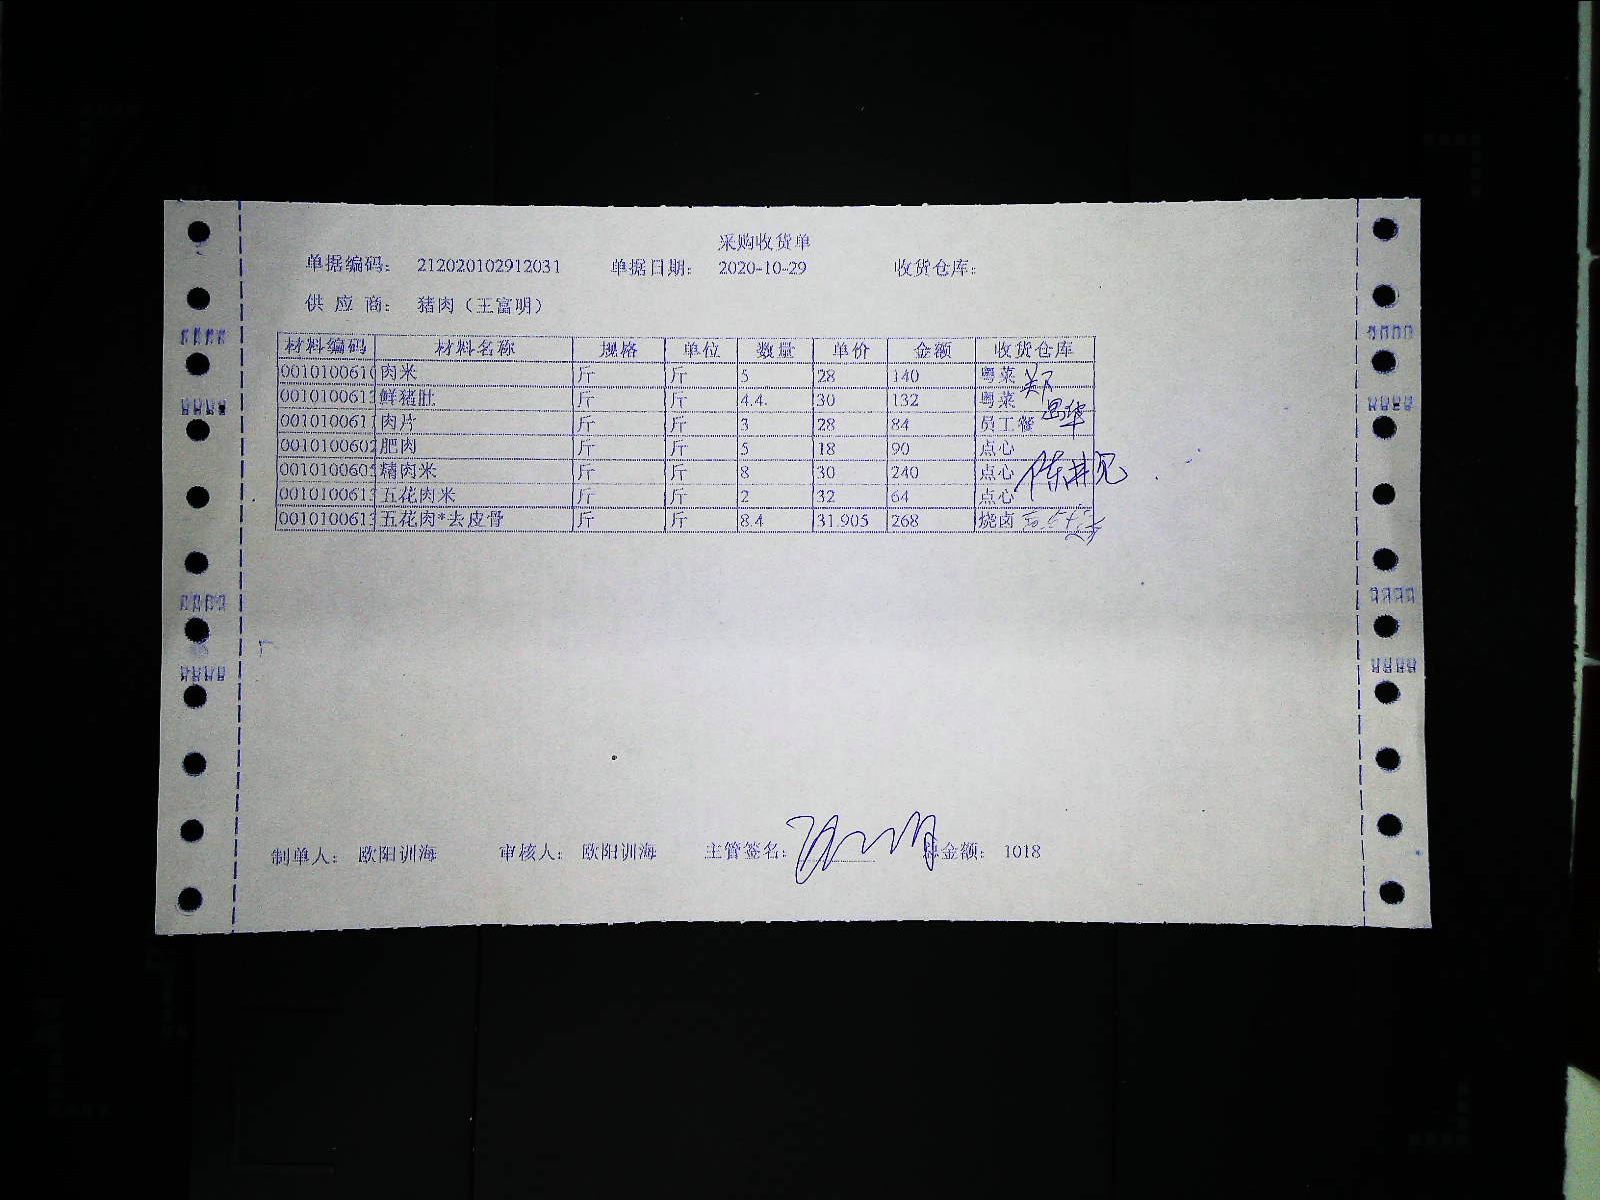 采购收货单
单据编码： 212020102912031 单据日期： 2020-10-29 收货仓库：
供 应 商： 猪肉（王富明）
材料编码 材料名称 规格 单位 数量 单价 金额 收货仓库
0010100610 肉米 斤 斤 5 28 140 粤菜
001010061 鲜猪肚 斤 斤 4.4 30 132 粤菜
001010061 肉片 斤 斤 3 28 84 员工餐
001010060 肥肉 斤 斤 5 18 90 点心
001010060 精肉米 斤 斤 8 30 240 点心
001010061 五花肉米 斤 斤 2 32 64 点心
001010061 五花肉*去皮骨 斤 斤 8.4 31.905 268 烧卤
制单人： 欧阳训海 审核人： 欧阳训海 主管签名： 总金额： 1018